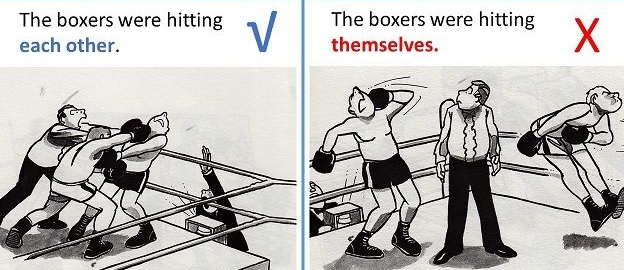 The boxers were hitting
each other.
√
The boxers were hitting
themselves.
X